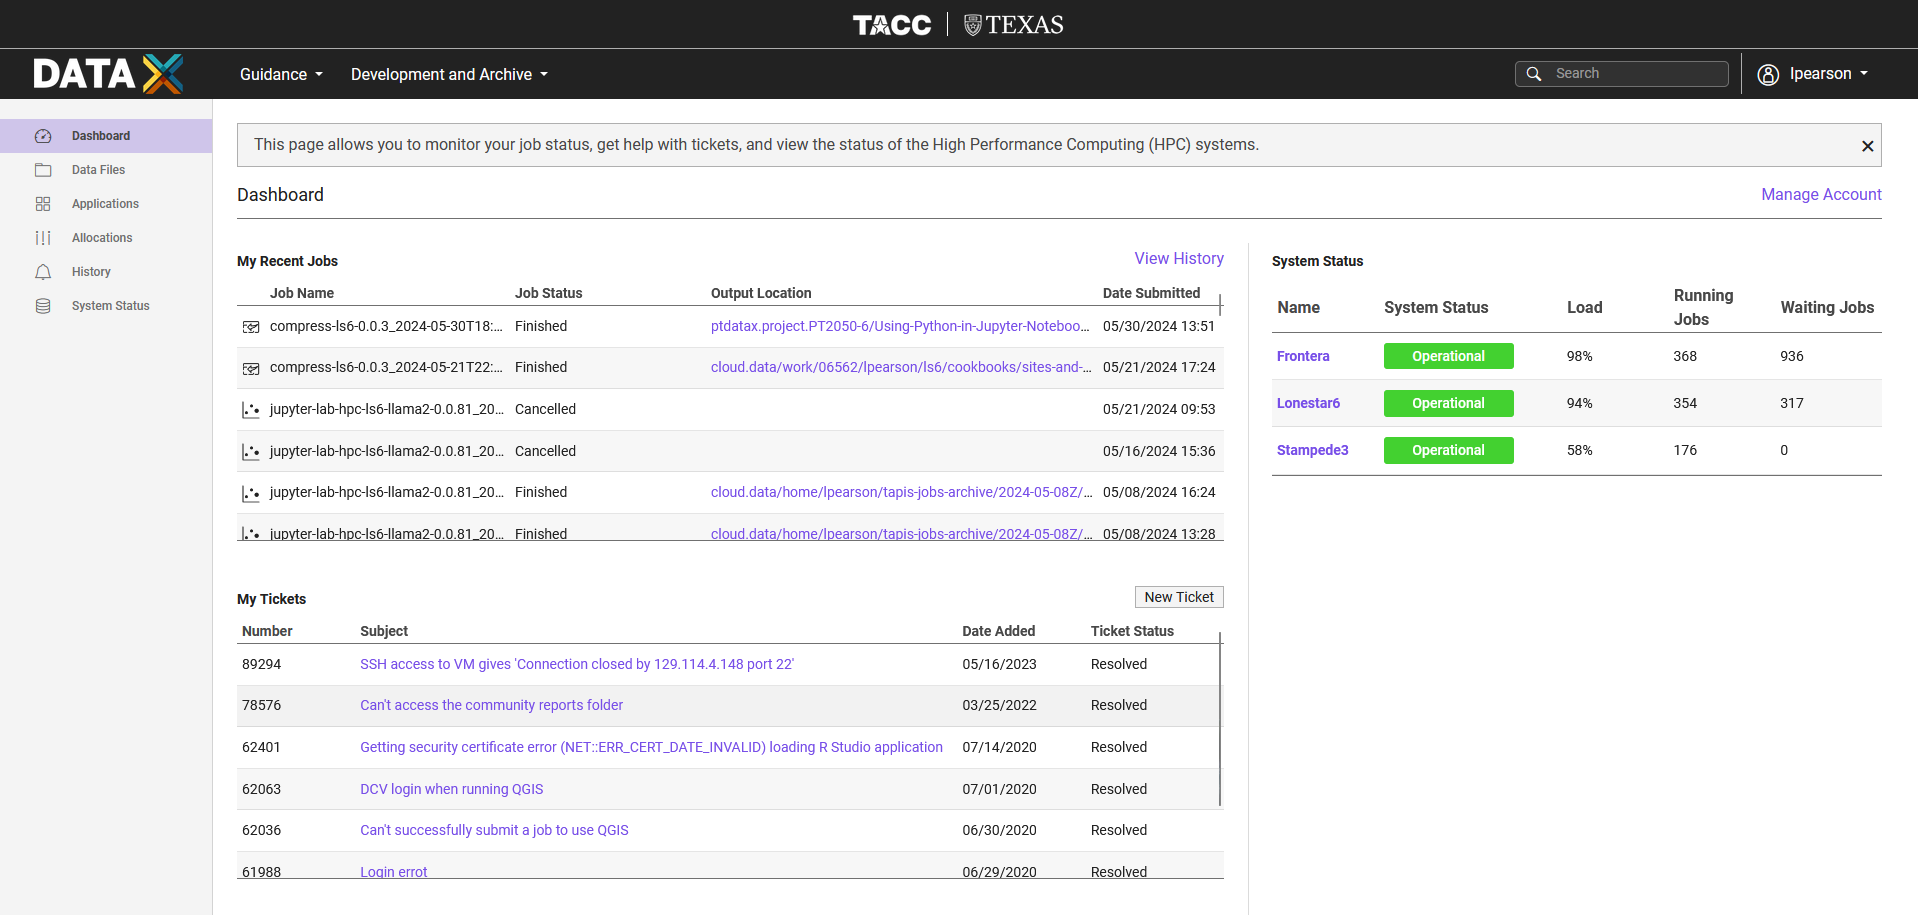 TACC TEXAS
DATA X Guidance Development and Archive Search lpearson
Dashboard
Data Files
Applications
Allocations
History
System Status
This page allows you to monitor your job status, get help with tickets, and view the status of the High Performance Computing (HPC) systems.
Dashboard Manage Account
My Recent Jobs View History
Job Name Job Status Output Location Date Submitted
compress-ls6-0.0.3_2024-05-30T18:... Finished ptdatax.project.PT2050-6/Using-Python-in-Jupyter-Noteboo... 05/30/2024 13:51
compress-ls6-0.0.3_2024-05-21T22:... Finished cloud.data/work/06562/lpearson/ls6/cookbooks/sites-and-... 05/21/2024 17:24
jupyter-lab-hpc-ls6-llama2-0.0.81_20... Cancelled 05/21/2024 09:53
jupyter-lab-hpc-ls6-llama2-0.0.81_20... Cancelled 05/16/2024 15:36
jupyter-lab-hpc-ls6-llama2-0.0.81_20... Finished cloud.data/home/lpearson/tapis-jobs-archive/2024-05-08Z/... 05/08/2024 16:24
jupyter-lab-hpc-ls6-llama2-0.0.81_20... Finished cloud.data/home/lpearson/tapis-jobs-archive/2024-05-08Z/... 05/08/2024 13:28
My Tickets New Ticket
Number Subject Date Added Ticket Status
89294 SSH access to VM gives 'Connection closed by 129.114.4.148 port 22' 05/16/2023 Resolved
78576 Can't access the community reports folder 03/25/2022 Resolved
62401 Getting security certificate error (NET::ERR_CERT_DATE_INVALID) loading R Studio application 07/14/2020 Resolved
62063 DCV login when running QGIS 07/01/2020 Resolved
62036 Can't successfully submit a job to use QGIS 06/30/2020 Resolved
61988 Login errot 06/29/2020 Resolved
System Status
Name System Status Load Running Jobs Waiting Jobs
Frontera Operational 98% 368 936
Lonestar6 Operational 94% 354 317
Stampede3 Operational 58% 176 0